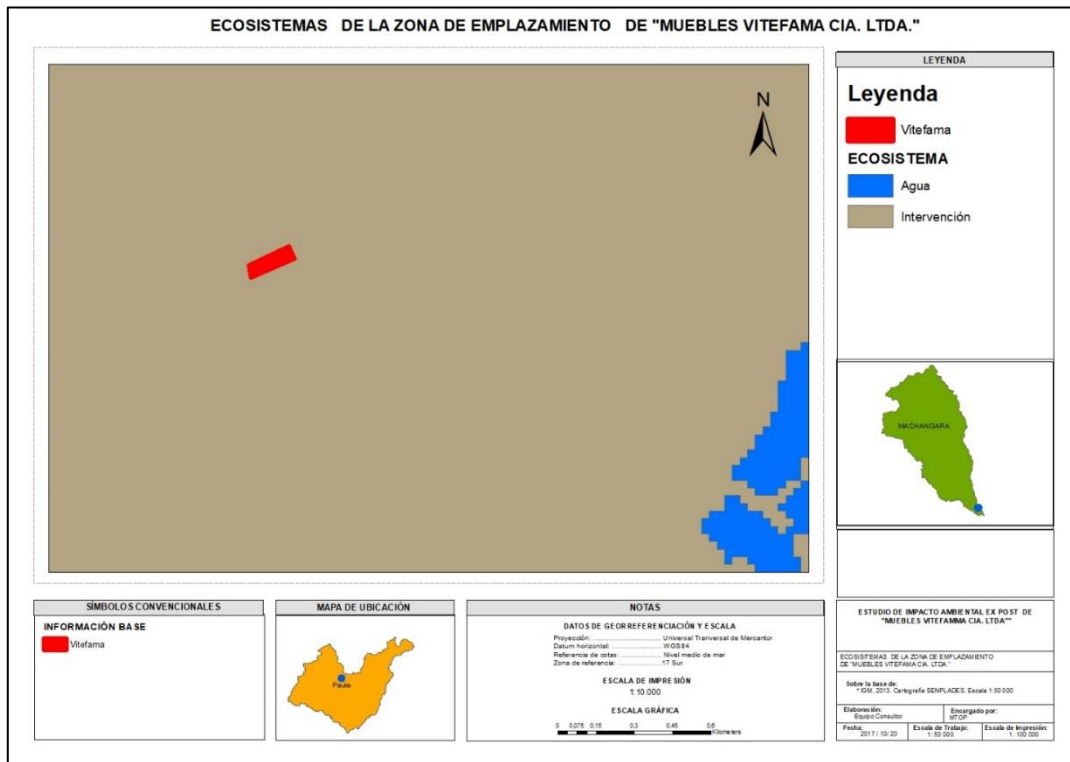 ECOSISTEMAS DE LA ZONA DE EMPLAZAMIENTO DE "MUEBLES VITEFAMA CIA. LTDA."
N
LEYENDA
Leyenda
Vitefama
ECOSISTEMA
Agua
Intervención
MACHANGARA
SÍMBOLOS CONVENCIONALES
INFORMACIÓN BASE
Vitefama
MAPA DE UBICACIÓN
Paute
NOTAS
DATOS DE GEORREFERENCIACIÓN Y ESCALA
Proyección: ........................ Universal Tranversal de Mercantor
Datum horizontal: ........................ WGS84
Referencia de cotas: ........................ Nivel medio de mar
Zona de referencia: ........................ 17 Sur
ESCALA DE IMPRESIÓN
1:10.000
ESCALA GRÁFICA
0 0,075 0,15 0,3 0,45 0,6
Kilometers
ESTUDIO DE IMPACTO AMBIENTAL EX POST DE
"MUEBLES VITEFAMMA CIA. LTDA""
ECOSISTEMAS DE LA ZONA DE EMPLAZAMIENTO
DE "MUEBLES VITEFAMA CIA. LTDA."
Sobre la base de:
* IGM, 2013. Cartografía SENPLADES. Escala 1:50 000
Elaboración:
Equipo Consultor
Encargado por:
MTOP
Fecha:
2017 / 10/ 20
Escala de Trabajo:
1: 50 000
Escala de Impresión:
1: 100 000